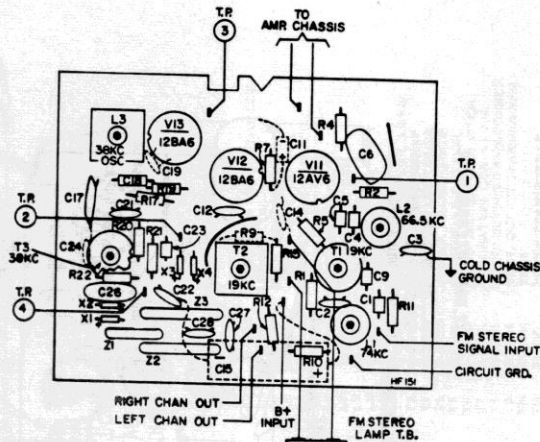 T.P.
3
TO
AMR CHASSIS
L3
38KC
OSC
V13
12BA6
C19
V12
12BA6
R7
C11
V11
12AV6
R4
C6
T.P.
1
R2
C17
C18
R19
R17
C21
2
T.P.
C12
C14
R5
C5
C4
L2
66.5KC
C3
COLD CHASSIS
GROUND
R20
R21
C23
C24
T3
38KC
R22
X3
X4
R9
T2
19KC
R15
T1
19KC
C9
R1
C2
C1
R11
T.P.
4
C26
X2
X1
C22
Z3
Z1
Z2
C28
C27
R12
C15
R10
+
74KC
FM STEREO
SIGNAL INPUT
CIRCUIT GRD.
HF 151
RIGHT CHAN OUT
LEFT CHAN OUT
B+
INPUT
FM STEREO
LAMP T.B.